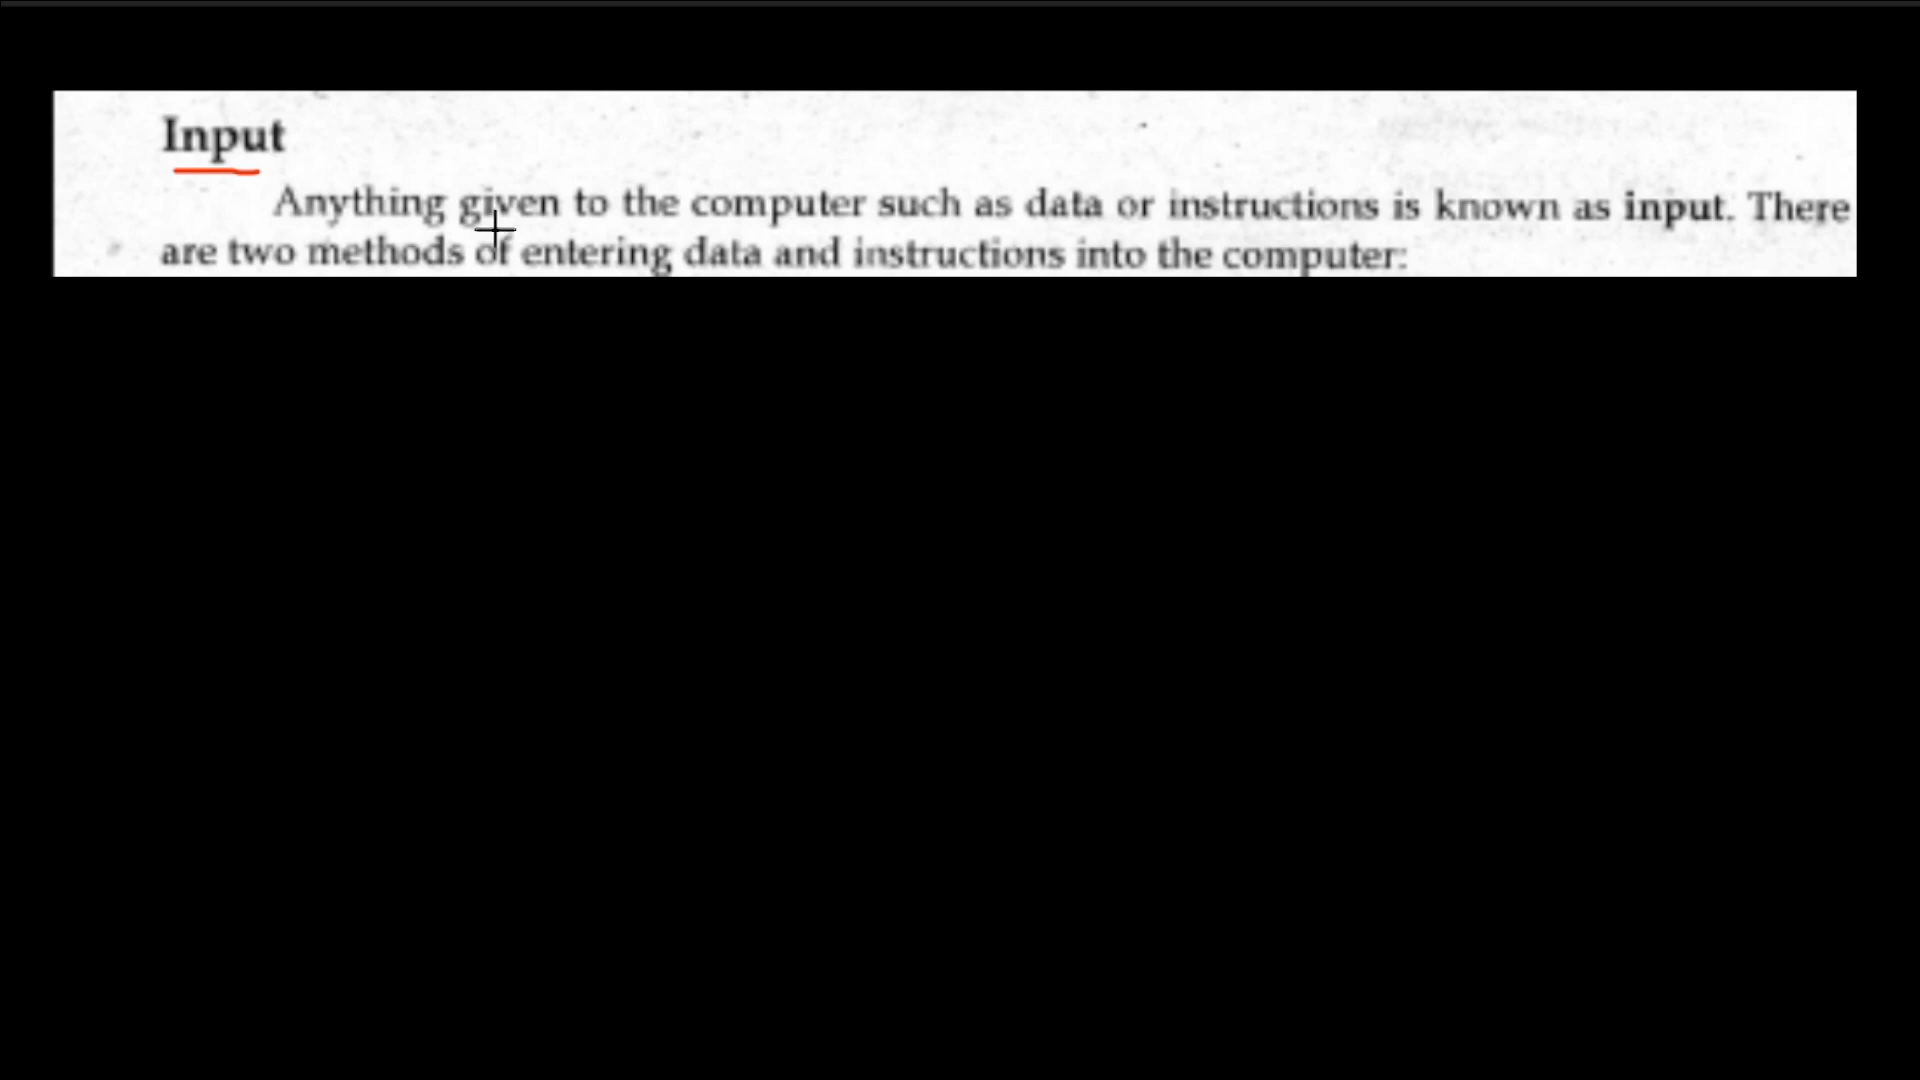 Input
Anything given to the computer such as data or instructions is known as input. There
are two methods of entering data and instructions into the computer: